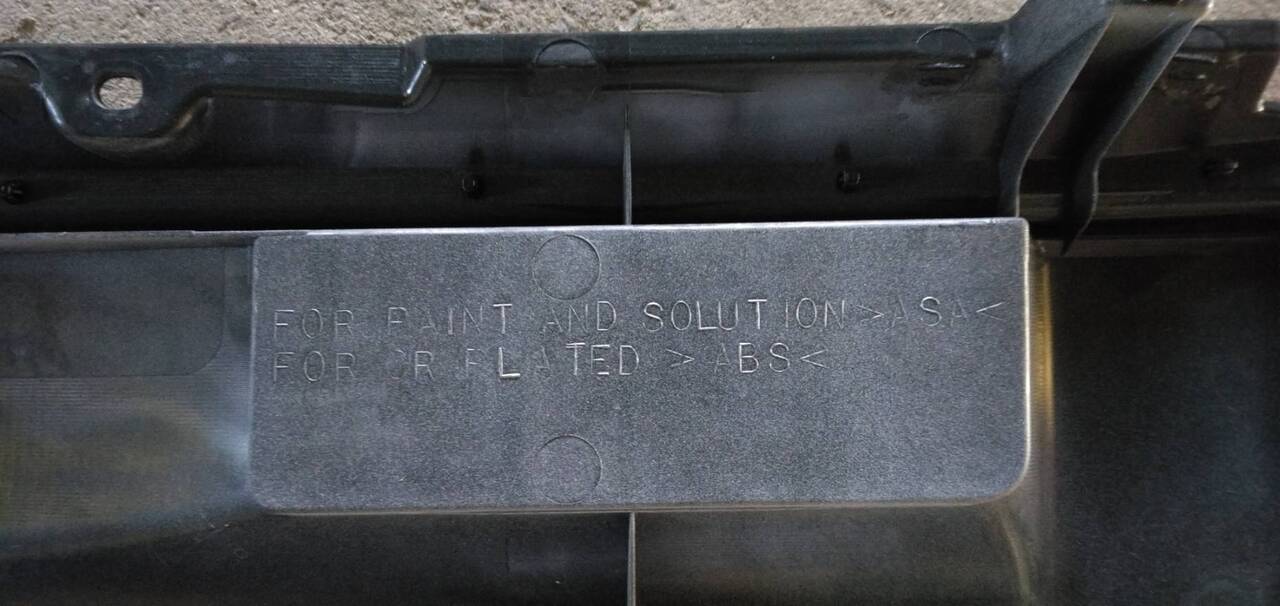 FOR PAINT AND SOLUTION >ASA<
FOR CR PLATED >ABS<